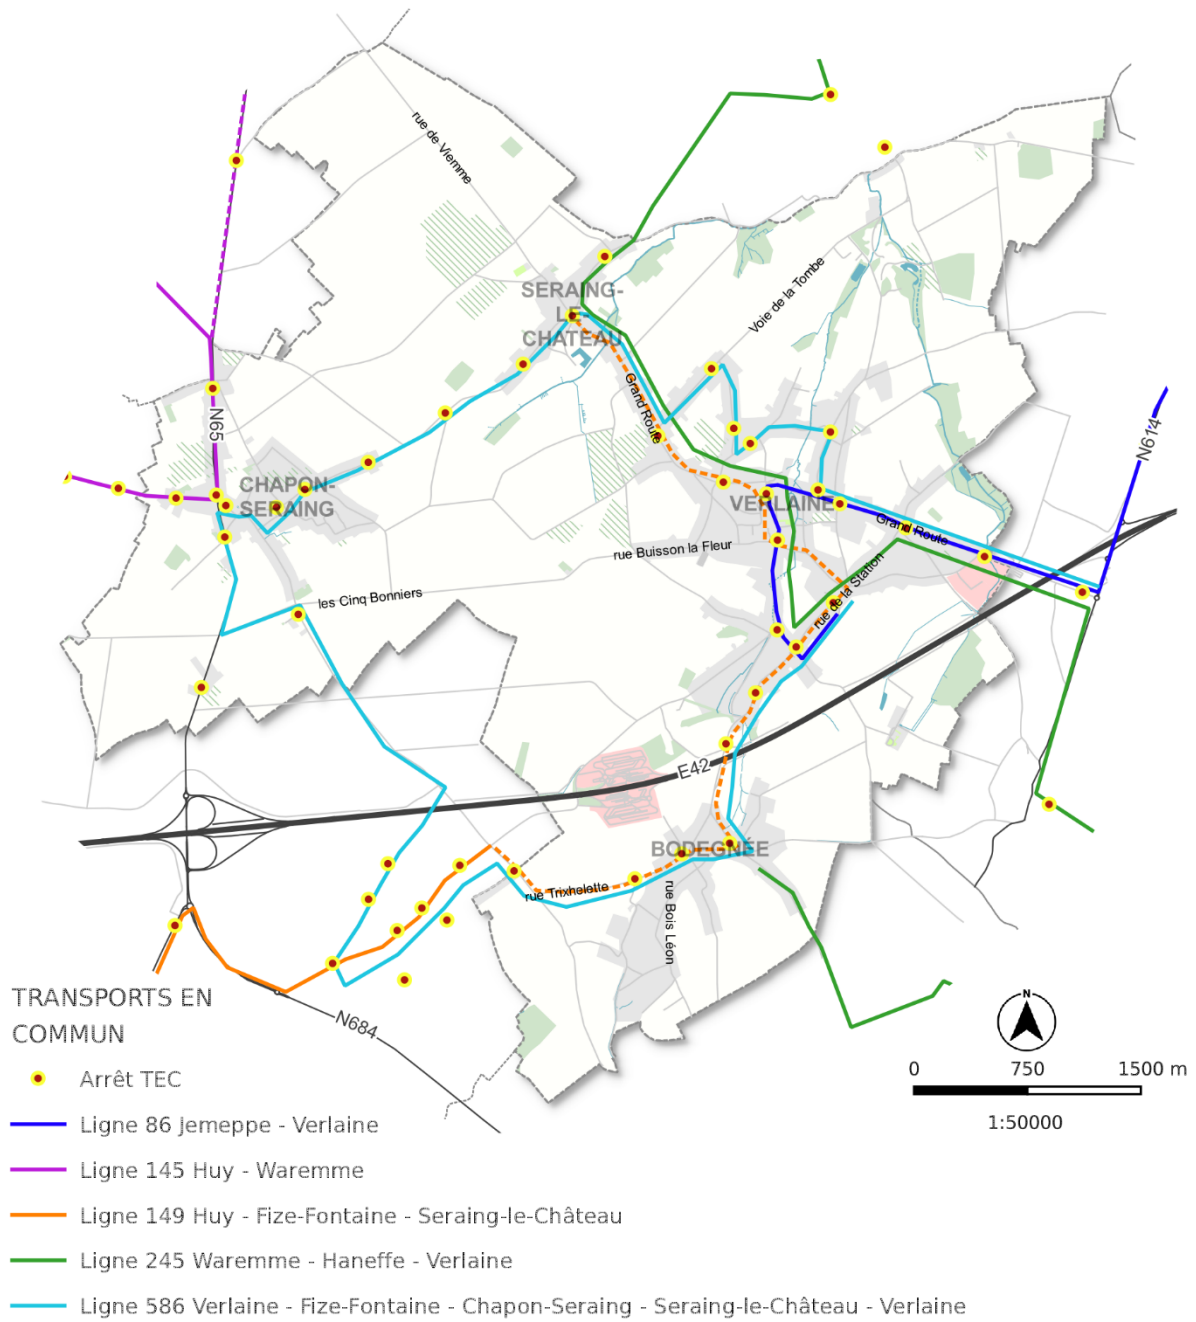 rue de Viemme
Voie de la Tombe
SERAING-
LE-
CHATEAU
Grand Route
N65
N614
CHAPON-
SERAING
VERLAINE
Grand Route
rue Buisson la Fleur
rue de la Station
les Cinq Bonniers
E42
BODEGNÉE
rue Trixhelette
rue Bois Léon
N684
N
0 750 1500 m
1:50000
TRANSPORTS EN
COMMUN
Arrêt TEC
Ligne 86 Jemeppe - Verlaine
Ligne 145 Huy - Waremme
Ligne 149 Huy - Fize-Fontaine - Seraing-le-Château
Ligne 245 Waremme - Haneffe - Verlaine
Ligne 586 Verlaine - Fize-Fontaine - Chapon-Seraing - Seraing-le-Château - Verlaine